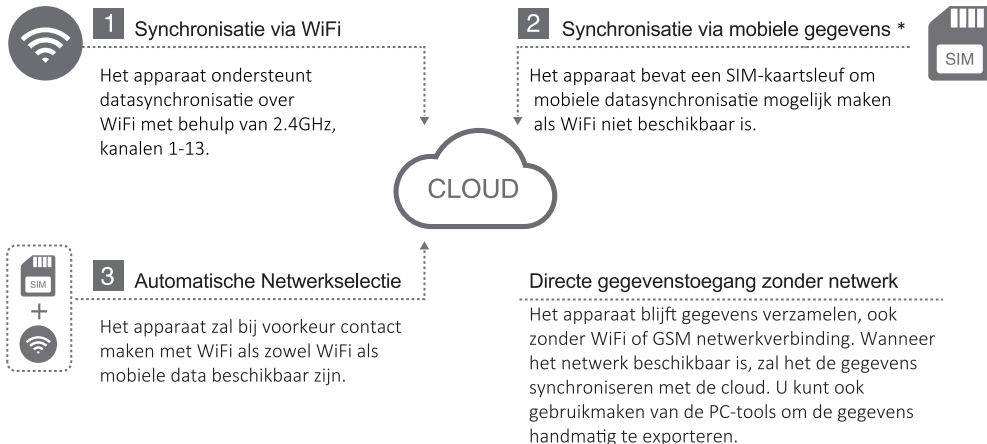 1 Synchronisatie via WiFi
Het apparaat ondersteunt
datasynchronisatie over
WiFi met behulp van 2.4GHz,
kanalen 1-13.
2 Synchronisatie via mobiele gegevens *
SIM
Het apparaat bevat een SIM-kaartsleuf om
mobiele datasynchronisatie mogelijk maken
als WiFi niet beschikbaar is.
CLOUD
SIM
+
3 Automatische Netwerkselectie
Het apparaat zal bij voorkeur contact
maken met WiFi als zowel WiFi als
mobiele data beschikbaar zijn.
Directe gegevenstoegang zonder netwerk
Het apparaat blijft gegevens verzamelen, ook
zonder WiFi of GSM netwerkverbinding. Wanneer
het netwerk beschikbaar is, zal het de gegevens
synchroniseren met de cloud. U kunt ook
gebruikmaken van de PC-tools om de gegevens
handmatig te exporteren.